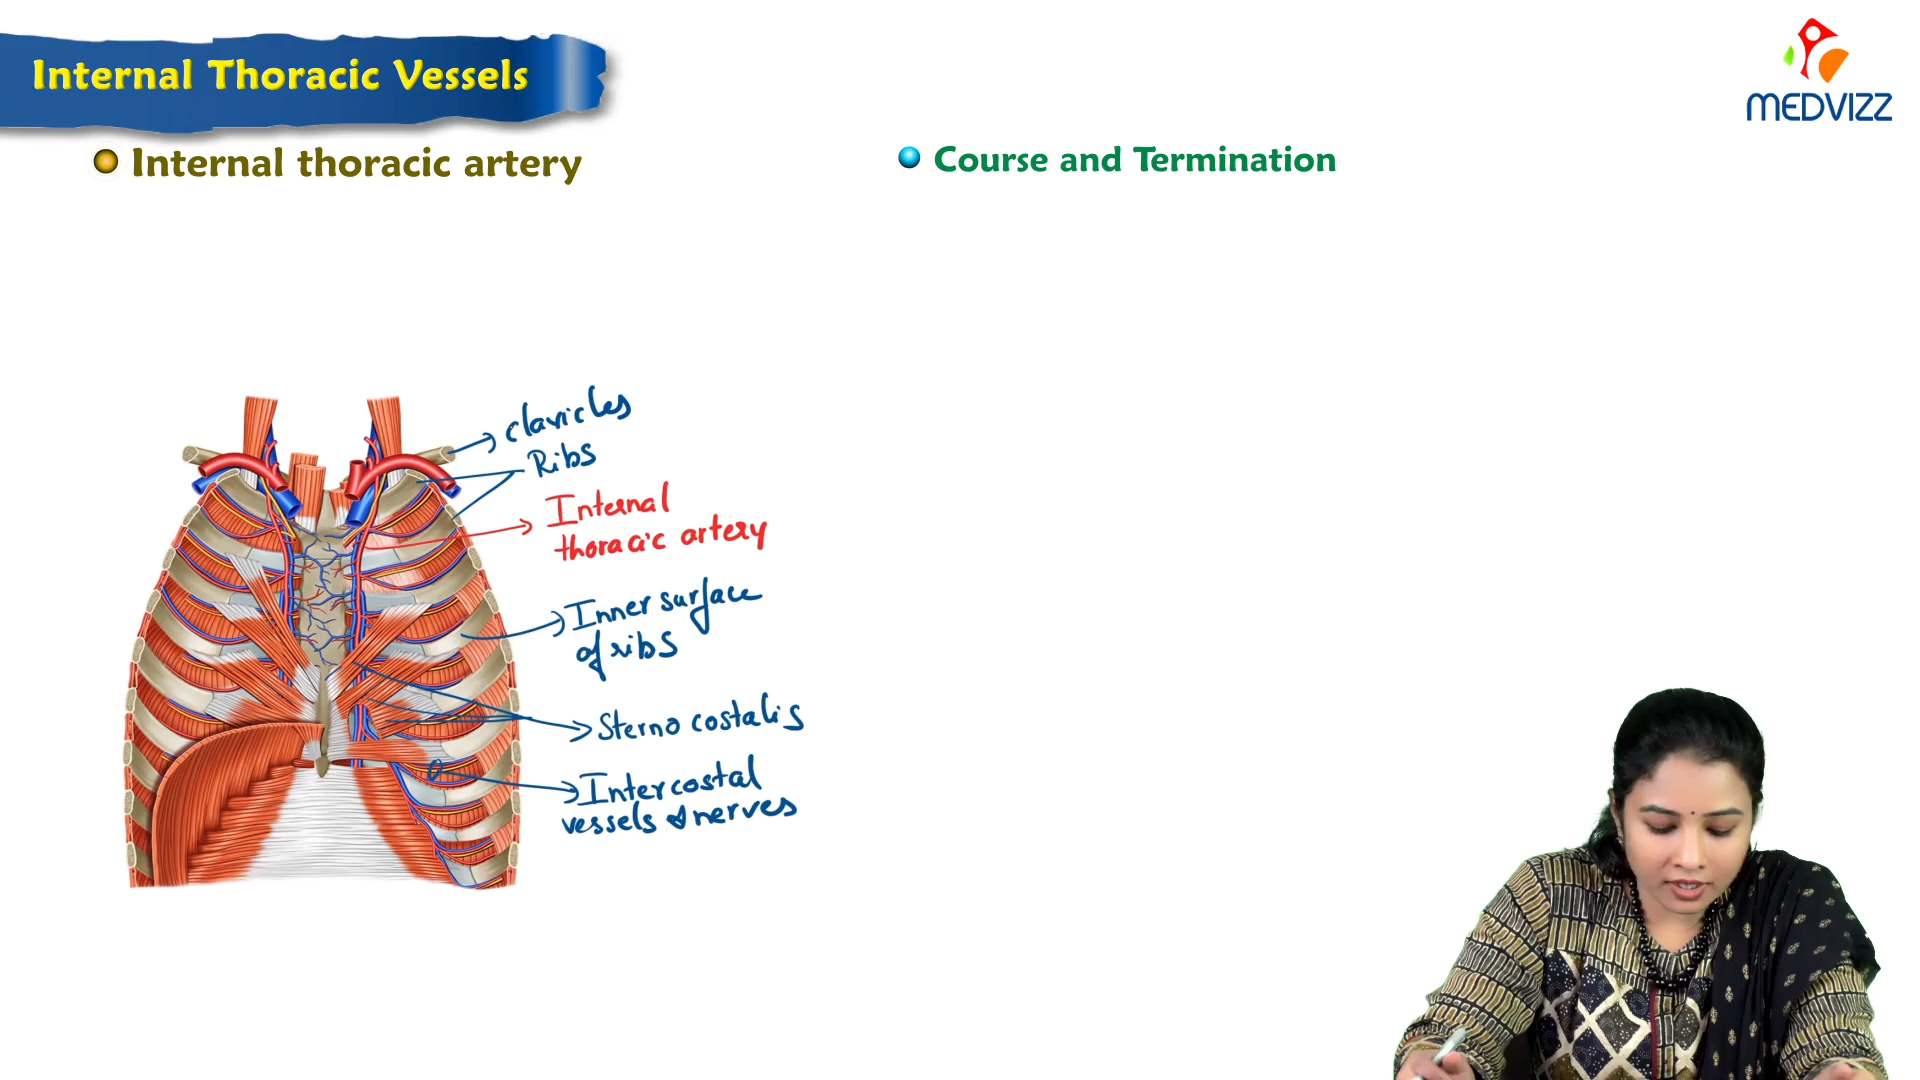 Internal Thoracic Vessels
MEDVIZZ
Internal thoracic artery
Course and Termination
clavicles
Ribs
Internal
thoracic artery
Inner surface
of ribs
Sterno costalis
Intercostal
vessels & nerves